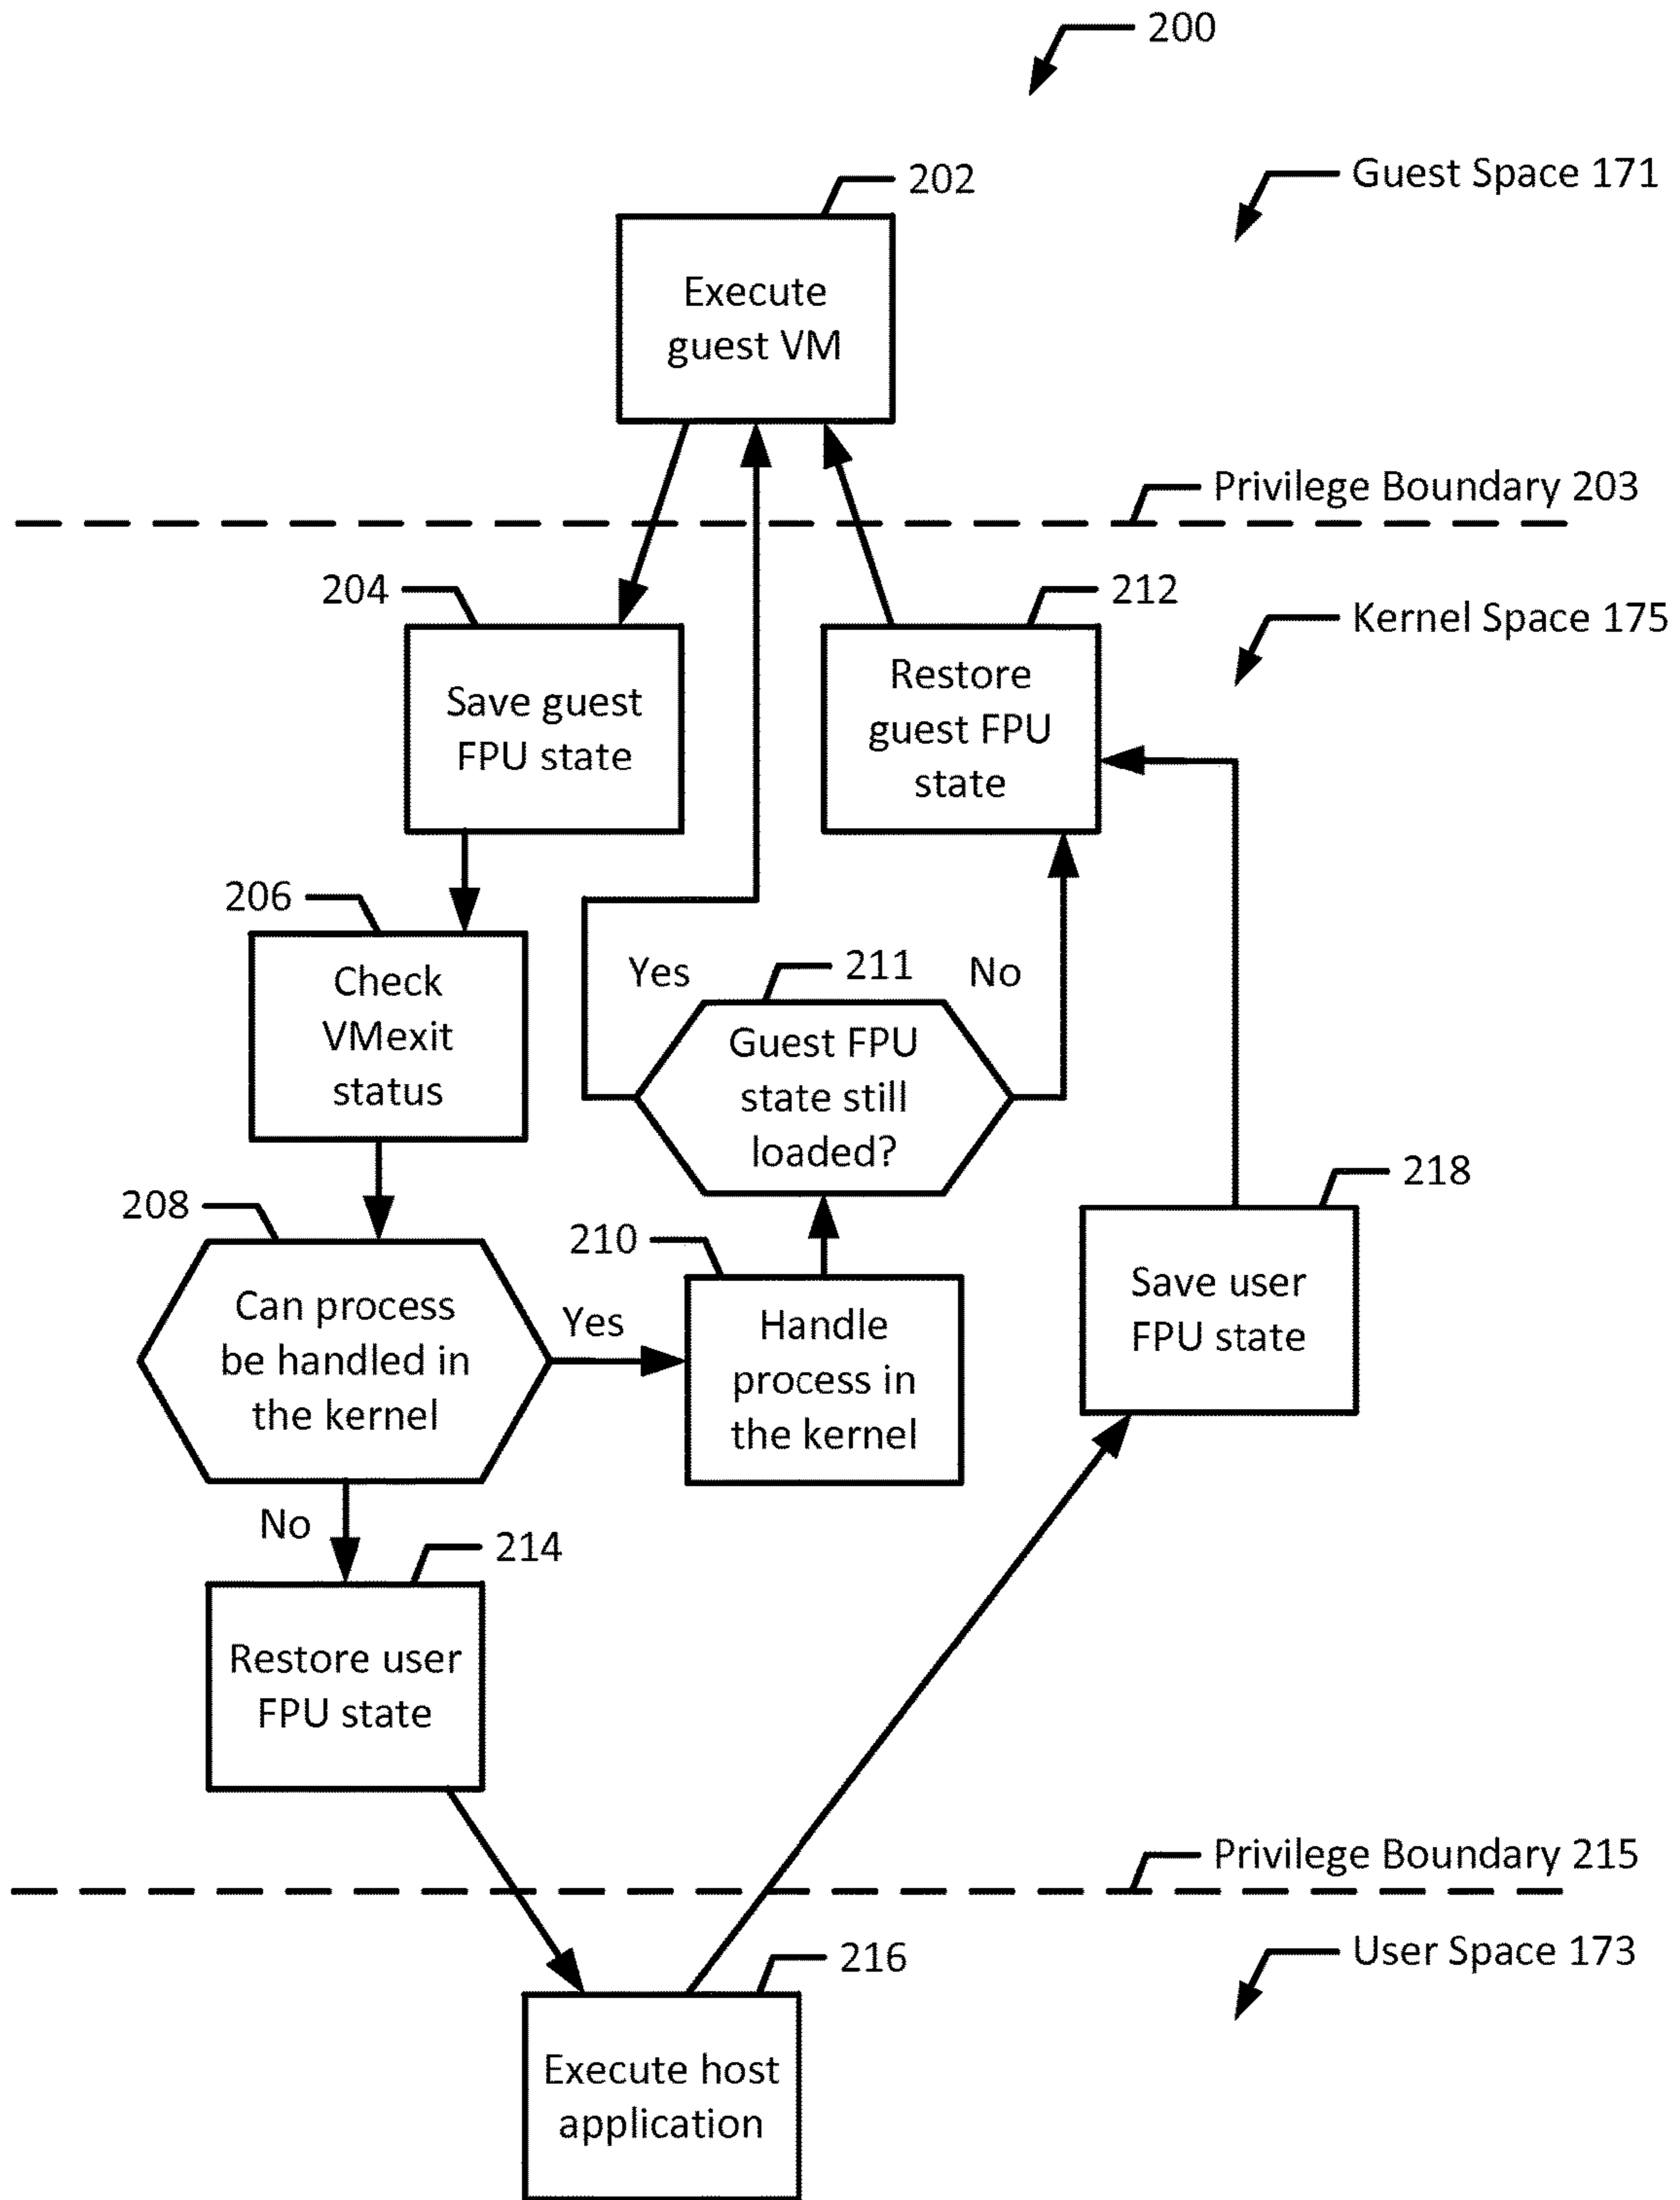 200
Guest Space 171
202
Execute
guest VM
Privilege Boundary 203
204
212
Kernel Space 175
Save guest
FPU state
Restore
guest FPU
state
206
Check
VMexit
status
Yes
211
No
Guest FPU
state still
loaded?
208
210
218
Can process
be handled in
the kernel
Yes
Handle
process in
the kernel
Save user
FPU state
No
214
Restore user
FPU state
Privilege Boundary 215
216
User Space 173
Execute host
application